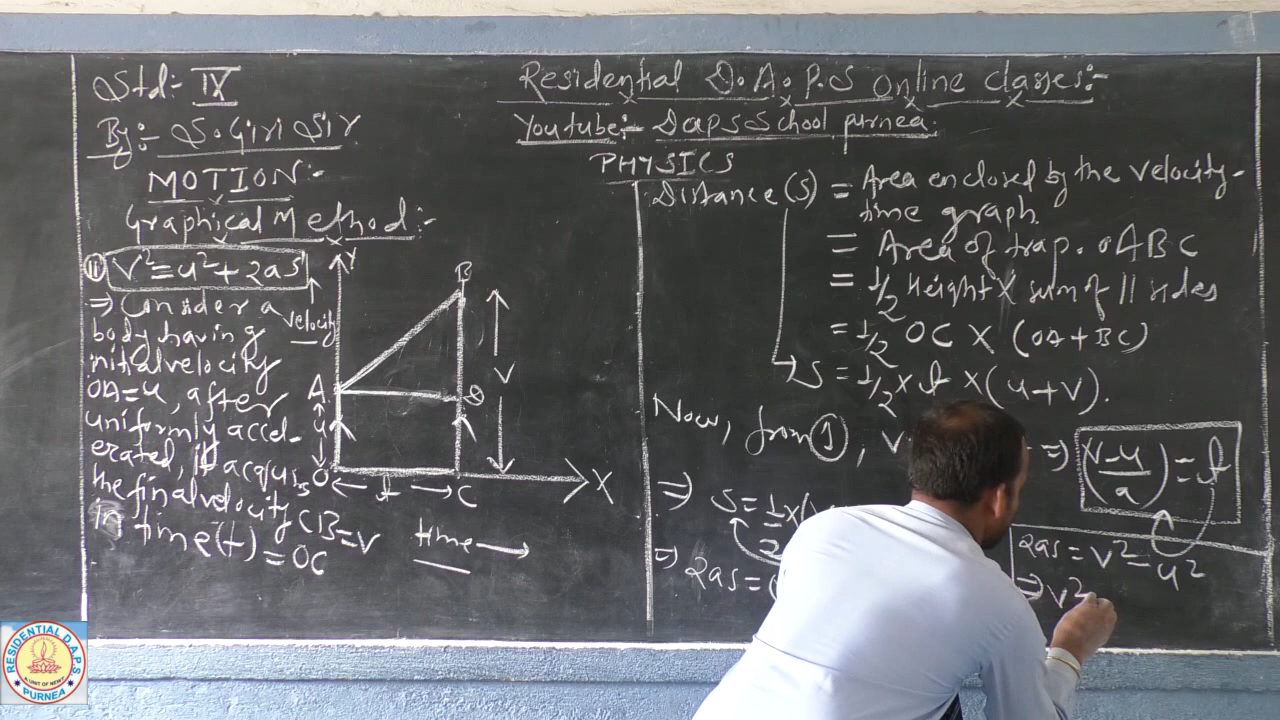 Std:- IX
By:- S. Giri Sir
MOTION:-
Graphical Method:-
(ii) V²=u²+2as
⇒ Consider a
body having
initial velocity
OA=u, after
uniformly accel-
erated, it acquires
the final velocity CB=V
in time(t)=OC
Y
velocity
B
A
D
u
V
O
t
C
X
time →
Residential D.A.P.S Online classes:-
Youtube:- Daps School purnea.
PHYSICS
Distance (S) = Area enclosed by the velocity-
time graph.
= Area of trap. OABC
= 1/2 Height X sum of || sides
= 1/2 OC X (OA+BC)
→ S = 1/2 X t X (u+v).
Now, from ①, V
⇒ (v-u/a) = t
⇒ S = 1/2 X (
⇒ 2as = (
2as = v² - u²
⇒ v²
RESIDENTIAL D.A.P.S
PURNEA